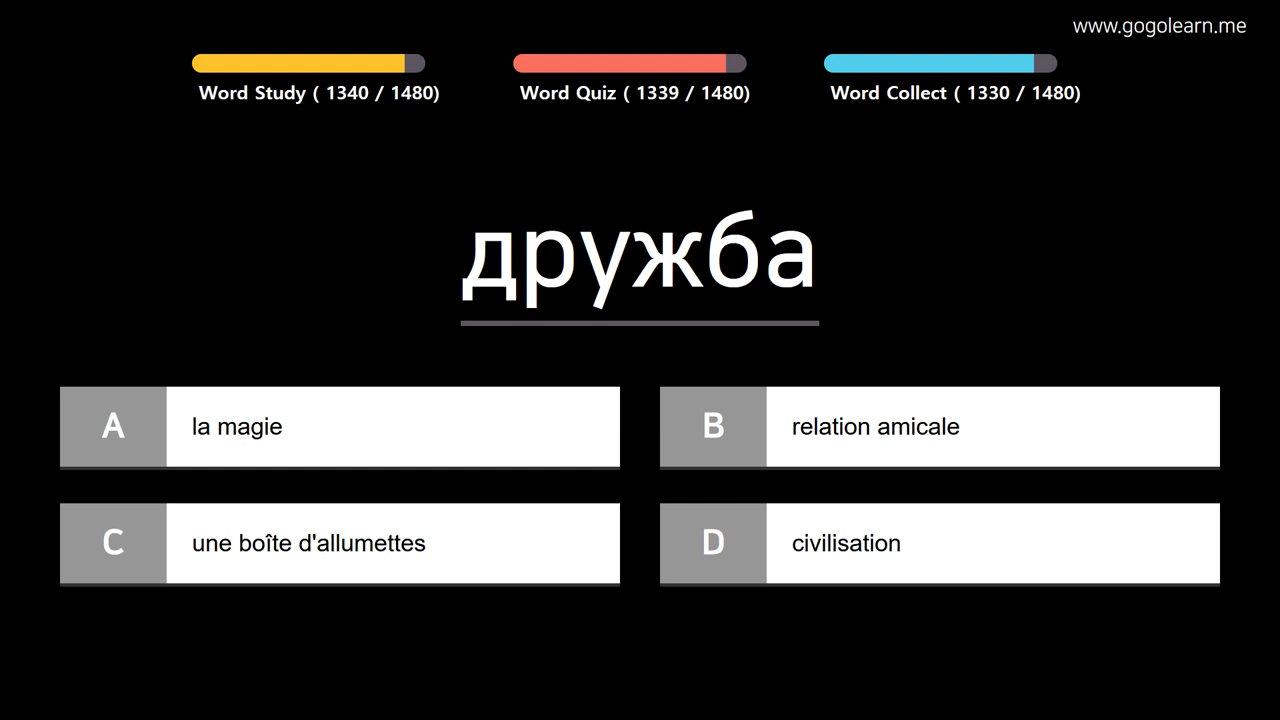 www.gogolearn.me
Word Study ( 1340 / 1480)
Word Quiz ( 1339 / 1480)
Word Collect ( 1330 / 1480)
дружба
A la magie
B relation amicale
C une boîte d'allumettes
D civilisation